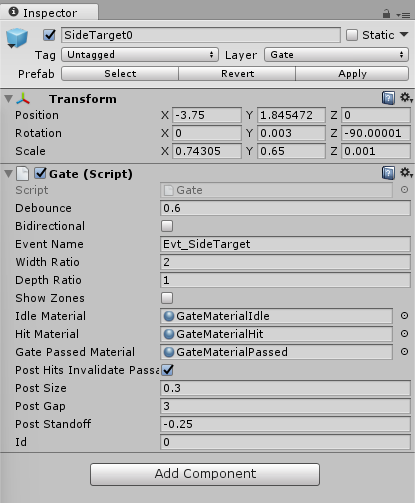 Inspector
SideTarget0 Static
Tag Untagged Layer Gate
Prefab Select Revert Apply
Transform
Position X -3.75 Y 1.845472 Z 0
Rotation X 0 Y 0.003 Z -90.00001
Scale X 0.74305 Y 0.65 Z 0.001
Gate (Script)
Script Gate
Debounce 0.6
Bidirectional
Event Name Evt_SideTarget
Width Ratio 2
Depth Ratio 1
Show Zones
Idle Material GateMaterialIdle
Hit Material GateMaterialHit
Gate Passed Material GateMaterialPassed
Post Hits Invalidate Passa
Post Size 0.3
Post Gap 3
Post Standoff -0.25
Id 0
Add Component